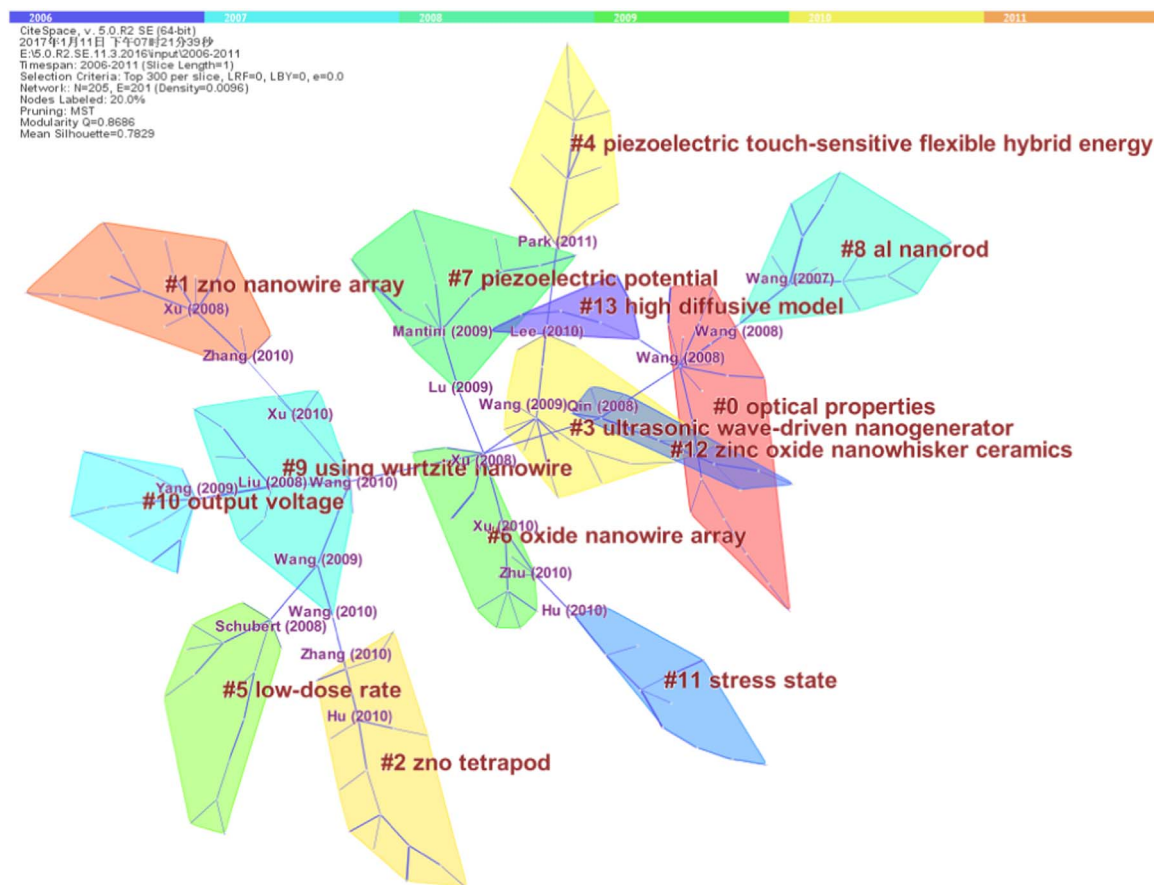 2006 2007 2008 2009 2010 2011
CiteSpace, v. 5.0.R2 SE (64-bit)
2017年1月11日 下午07时21分39秒
E:\5.0.R2.SE.11.3.2016\input\2006-2011
Timespan: 2006-2011 (Slice Length=1)
Selection Criteria: Top 300 per slice, LRF=0, LBY=0, e=0.0
Network: N=205, E=201 (Density=0.0096)
Nodes Labeled: 20.0%
Pruning: MST
Modularity Q=0.8686
Mean Silhouette=0.7829
#4 piezoelectric touch-sensitive flexible hybrid energy
Park (2011)
#8 al nanorod
#7 piezoelectric potential
Wang (2007)
#1 zno nanowire array
#13 high diffusive model
Xu (2008)
Mantini (2009)
Lee (2010)
Wang (2008)
Zhang (2010)
Wang (2008)
Lu (2009)
Wang (2009)
Qin (2008)
#0 optical properties
Xu (2010)
#3 ultrasonic wave-driven nanogenerator
#12 zinc oxide nanowhisker ceramics
Xu (2008)
#9 using wurtzite nanowire
Yang (2009)
Liu (2008)
Wang (2010)
#10 output voltage
Xu (2010)
#6 oxide nanowire array
Wang (2009)
Zhu (2010)
Wang (2010)
Hu (2010)
Schubert (2008)
Zhang (2010)
#11 stress state
#5 low-dose rate
Hu (2010)
#2 zno tetrapod